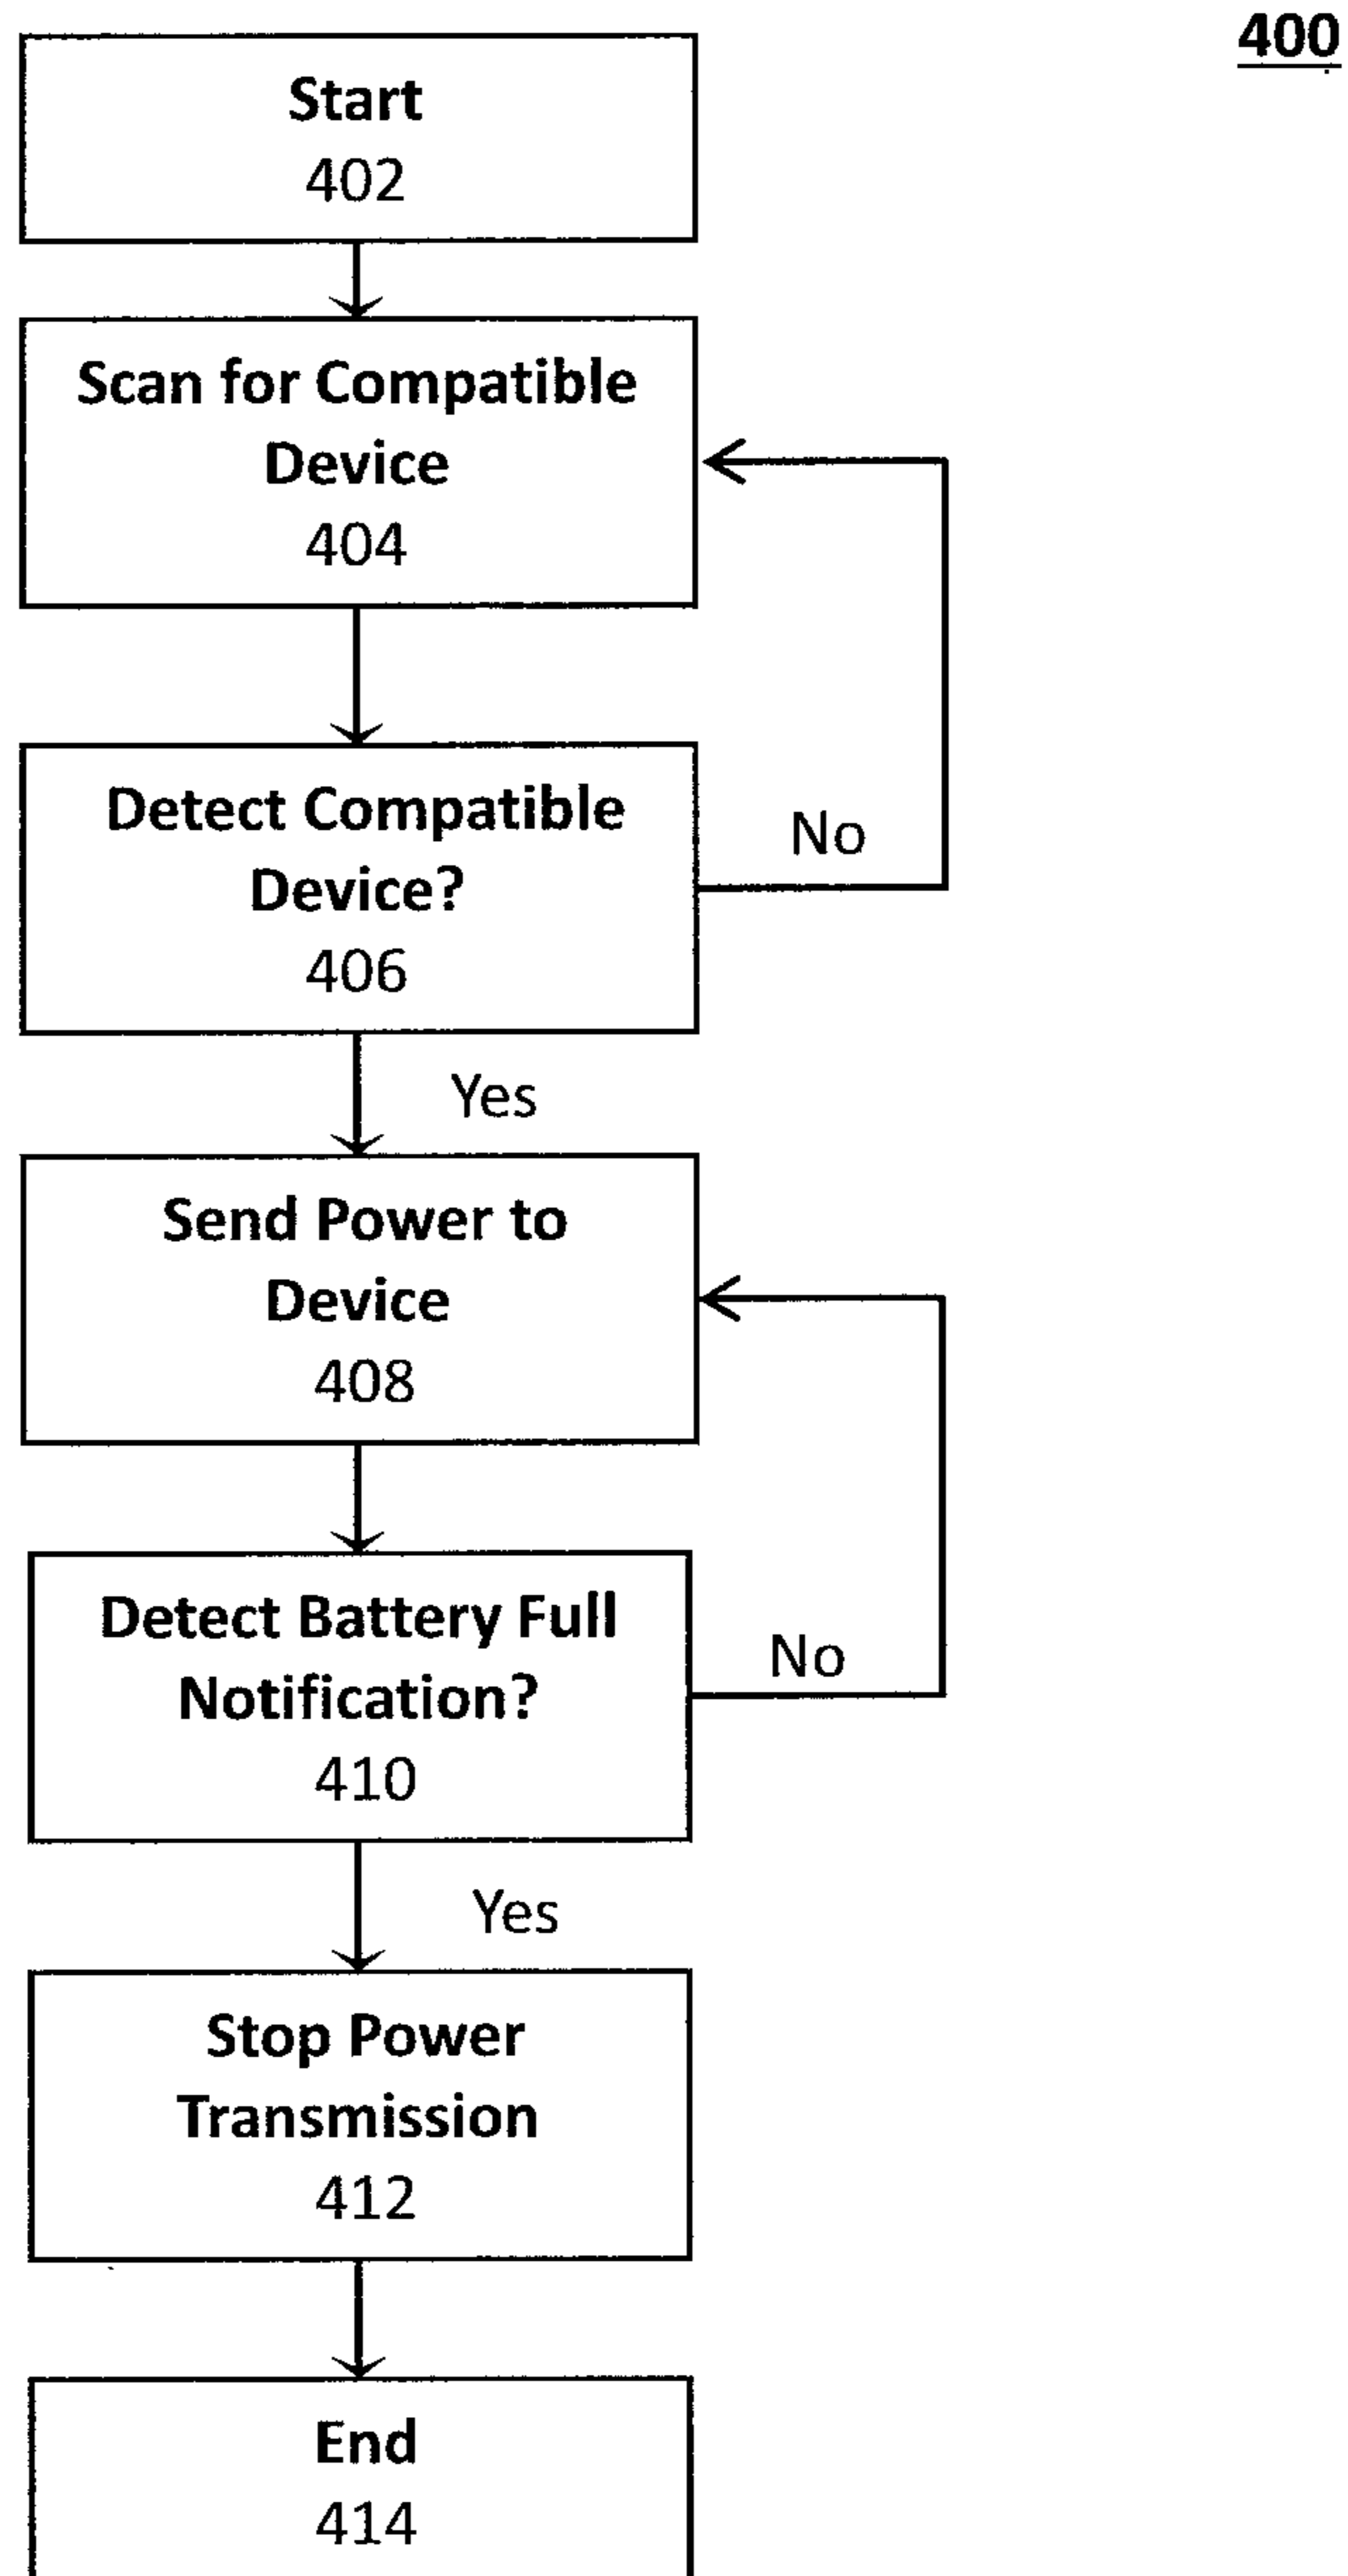 400
Start
402
Scan for Compatible
Device
404
Detect Compatible
Device?
406
No
Yes
Send Power to
Device
408
Detect Battery Full
Notification?
410
No
Yes
Stop Power
Transmission
412
End
414